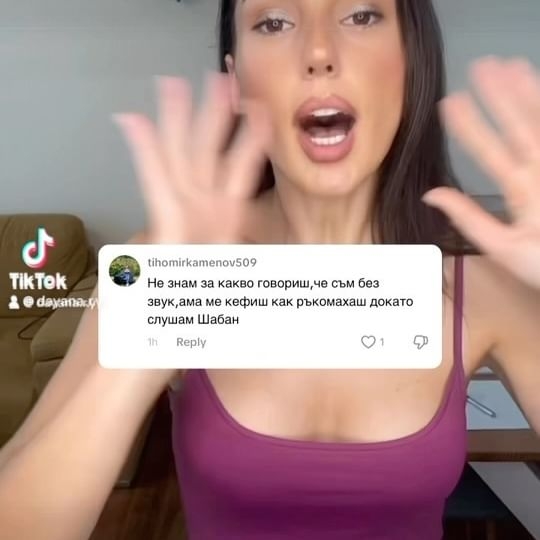 tihomirkamenov509
Не знам за какво говориш,че съм без
звук,ама ме кефиш как ръкомахаш докато
слушам Шабан
1h Reply 1
TikTok